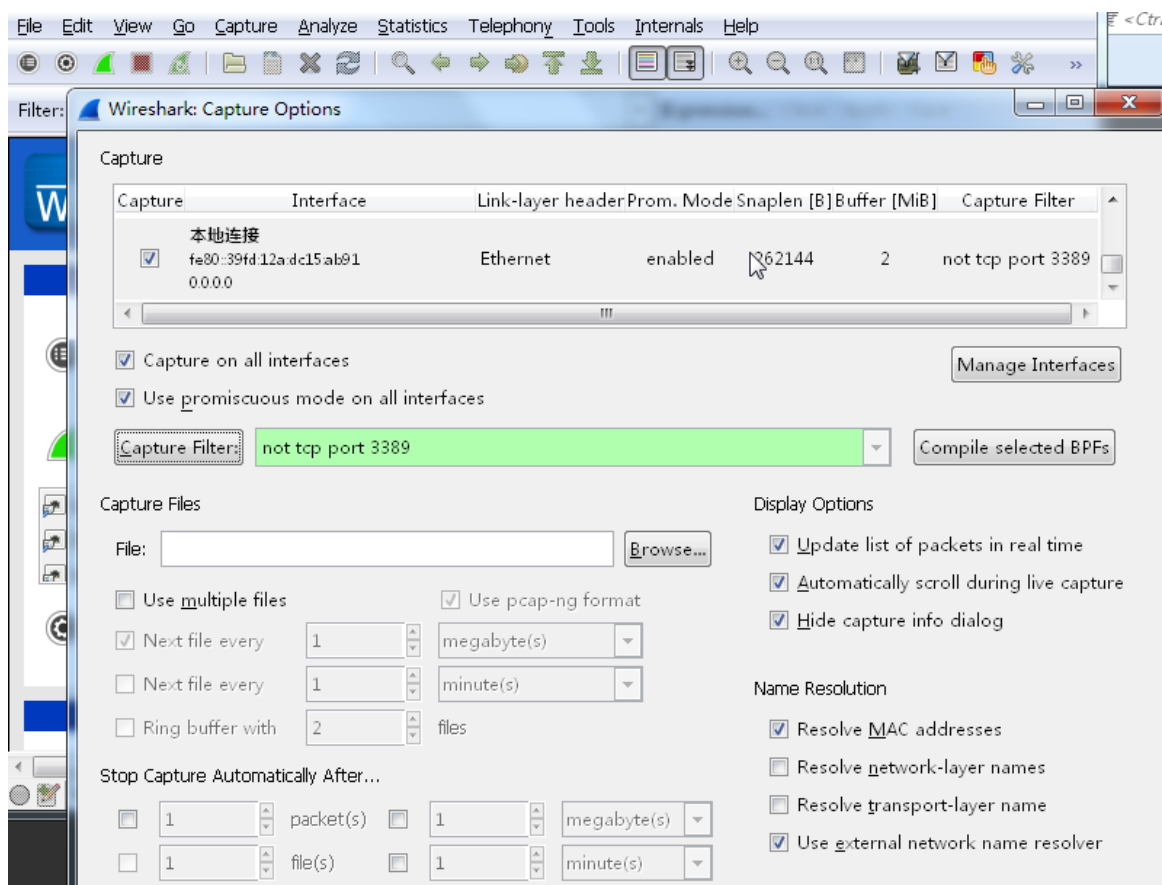 File Edit View Go Capture Analyze Statistics Telephony Tools Internals Help
Filter:
Wireshark: Capture Options
W
Capture
Capture Interface Link-layer header Prom. Mode Snaplen [B] Buffer [MiB] Capture Filter
本地连接
fe80::39fd:12a:dc15:ab91 Ethernet enabled 262144 2 not tcp port 3389
0.0.0.0
Capture on all interfaces
Manage Interfaces
Use promiscuous mode on all interfaces
Capture Filter: not tcp port 3389 Compile selected BPFs
Capture Files Display Options
File: Browse... Update list of packets in real time
Automatically scroll during live capture
Use multiple files Use pcap-ng format
Hide capture info dialog
Next file every 1 megabyte(s)
Next file every 1 minute(s) Name Resolution
Ring buffer with 2 files Resolve MAC addresses
Resolve network-layer names
Stop Capture Automatically After...
Resolve transport-layer name
1 packet(s) 1 megabyte(s)
Use external network name resolver
1 file(s) 1 minute(s)